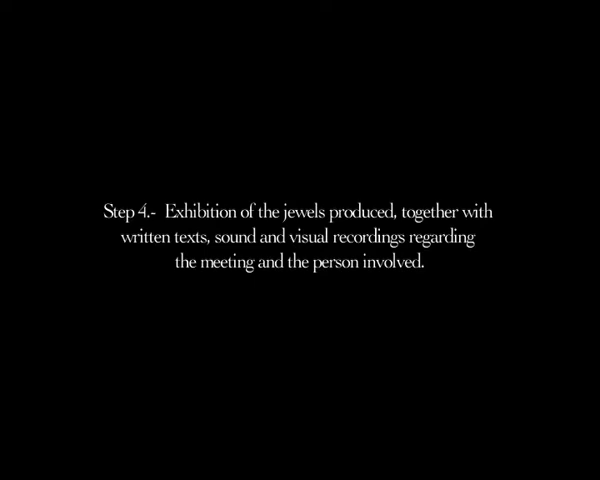 Step 4.-  Exhibition of the jewels produced, together with
written texts, sound and visual recordings regarding
the meeting and the person involved.